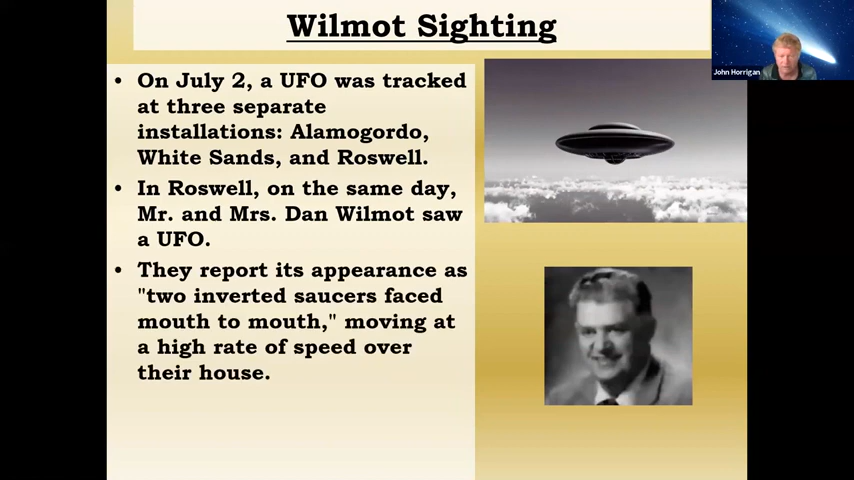 Wilmot Sighting
John Horrigan
• On July 2, a UFO was tracked
at three separate
installations: Alamogordo,
White Sands, and Roswell.
• In Roswell, on the same day,
Mr. and Mrs. Dan Wilmot saw
a UFO.
• They report its appearance as
"two inverted saucers faced
mouth to mouth," moving at
a high rate of speed over
their house.